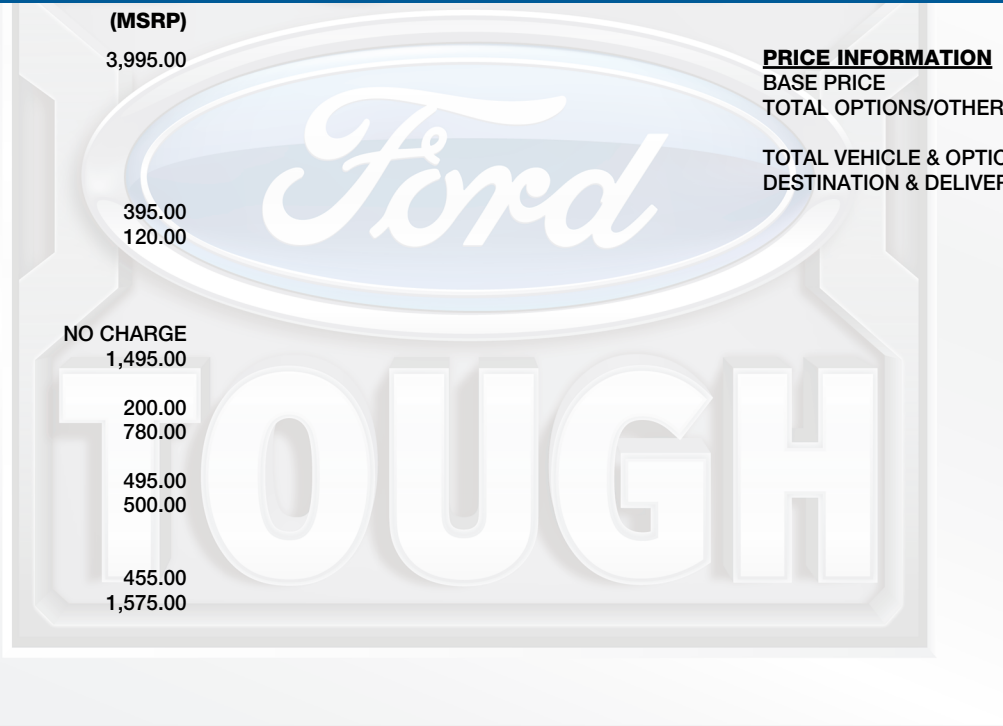 (MSRP)
3,995.00
395.00
120.00
NO CHARGE
1,495.00
200.00
780.00
495.00
500.00
455.00
1,575.00
PRICE INFORMATION
BASE PRICE
TOTAL OPTIONS/OTHER
TOTAL VEHICLE & OPTIO
DESTINATION & DELIVER
Ford
TOUGH